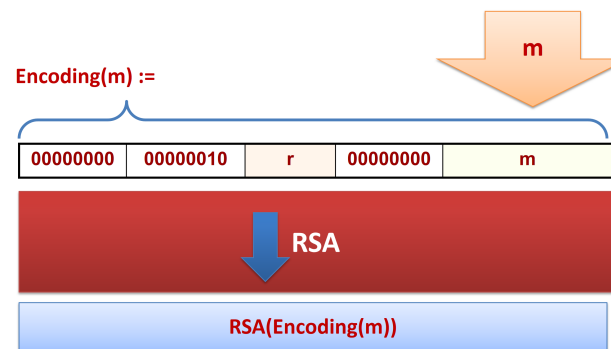 m
Encoding(m) :=
00000000 00000010 r 00000000 m
RSA
RSA(Encoding(m))